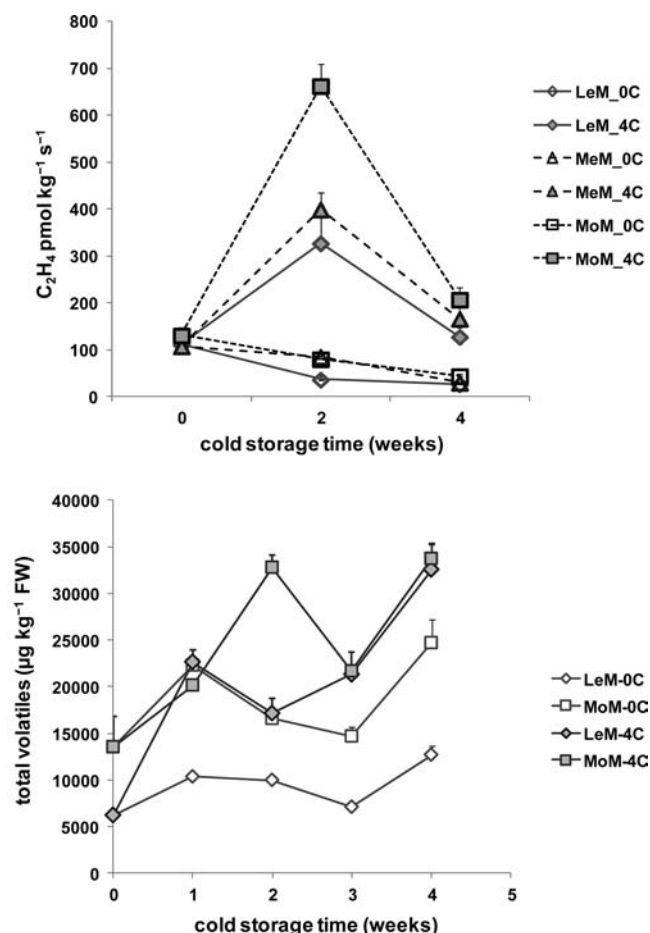 800
700
600
500
400
300
200
100
0
C₂H₄ pmol kg⁻¹ s⁻¹
0 2 4
cold storage time (weeks)
LeM_0C
LeM_4C
MeM_0C
MeM_4C
MoM_0C
MoM_4C
40000
35000
30000
25000
20000
15000
10000
5000
0
total volatiles (µg kg⁻¹ FW)
0 1 2 3 4 5
cold storage time (weeks)
LeM-0C
MoM-0C
LeM-4C
MoM-4C